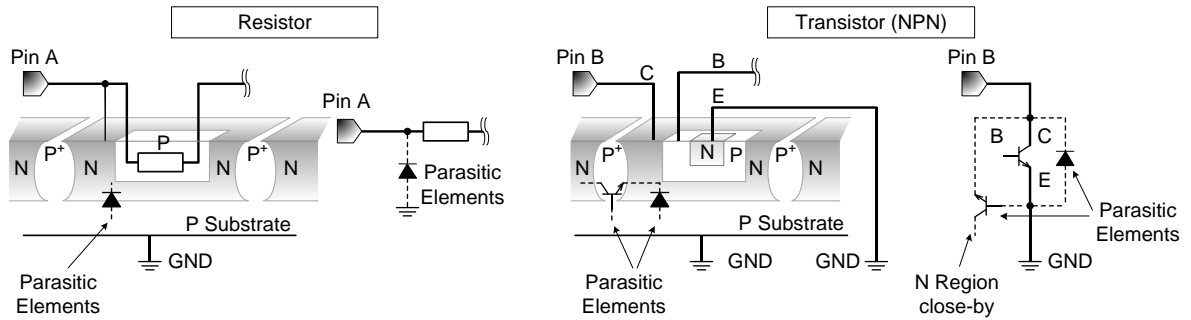 Resistor
Transistor (NPN)
Pin A
Pin A
P
N
P+
N
P+
N
N
P Substrate
GND
Parasitic
Elements
Parasitic
Elements
Pin B
C
B
E
N
P+
N
N
P
P+
N
N
P Substrate
GND
GND
Parasitic
Elements
Pin B
B
C
E
GND
Parasitic
Elements
N Region
close-by